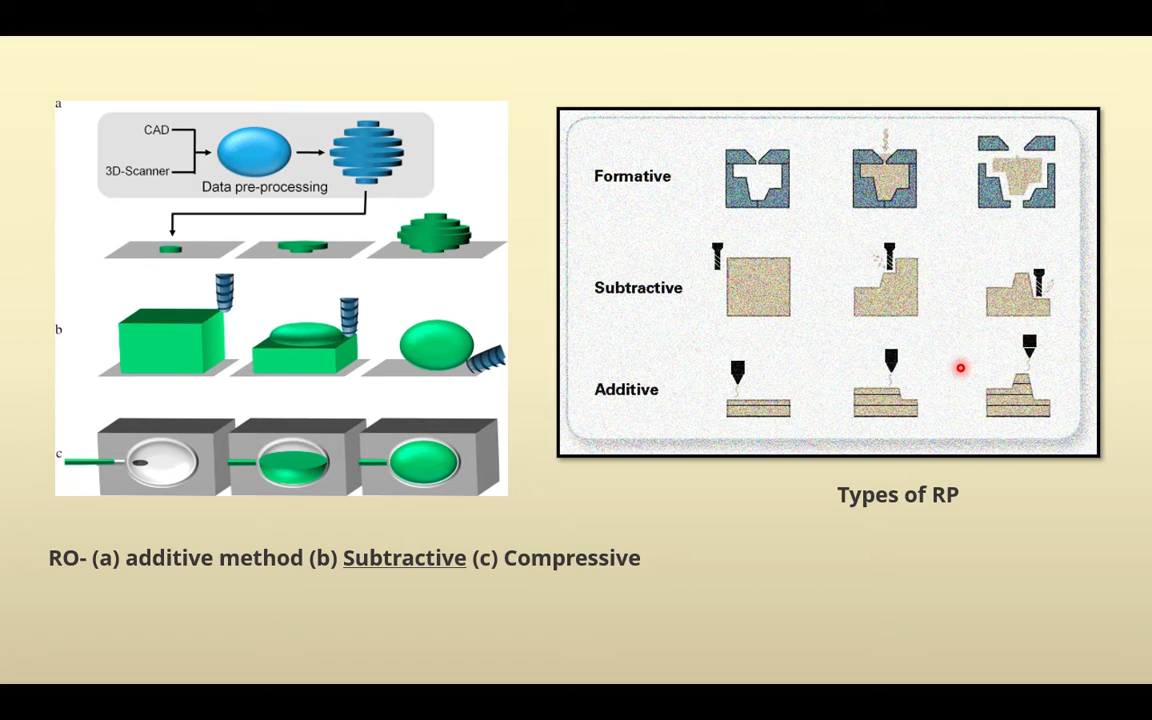 a
CAD
3D-Scanner
Data pre-processing
b
c
Formative
Subtractive
Additive
Types of RP
RO- (a) additive method (b) Subtractive (c) Compressive